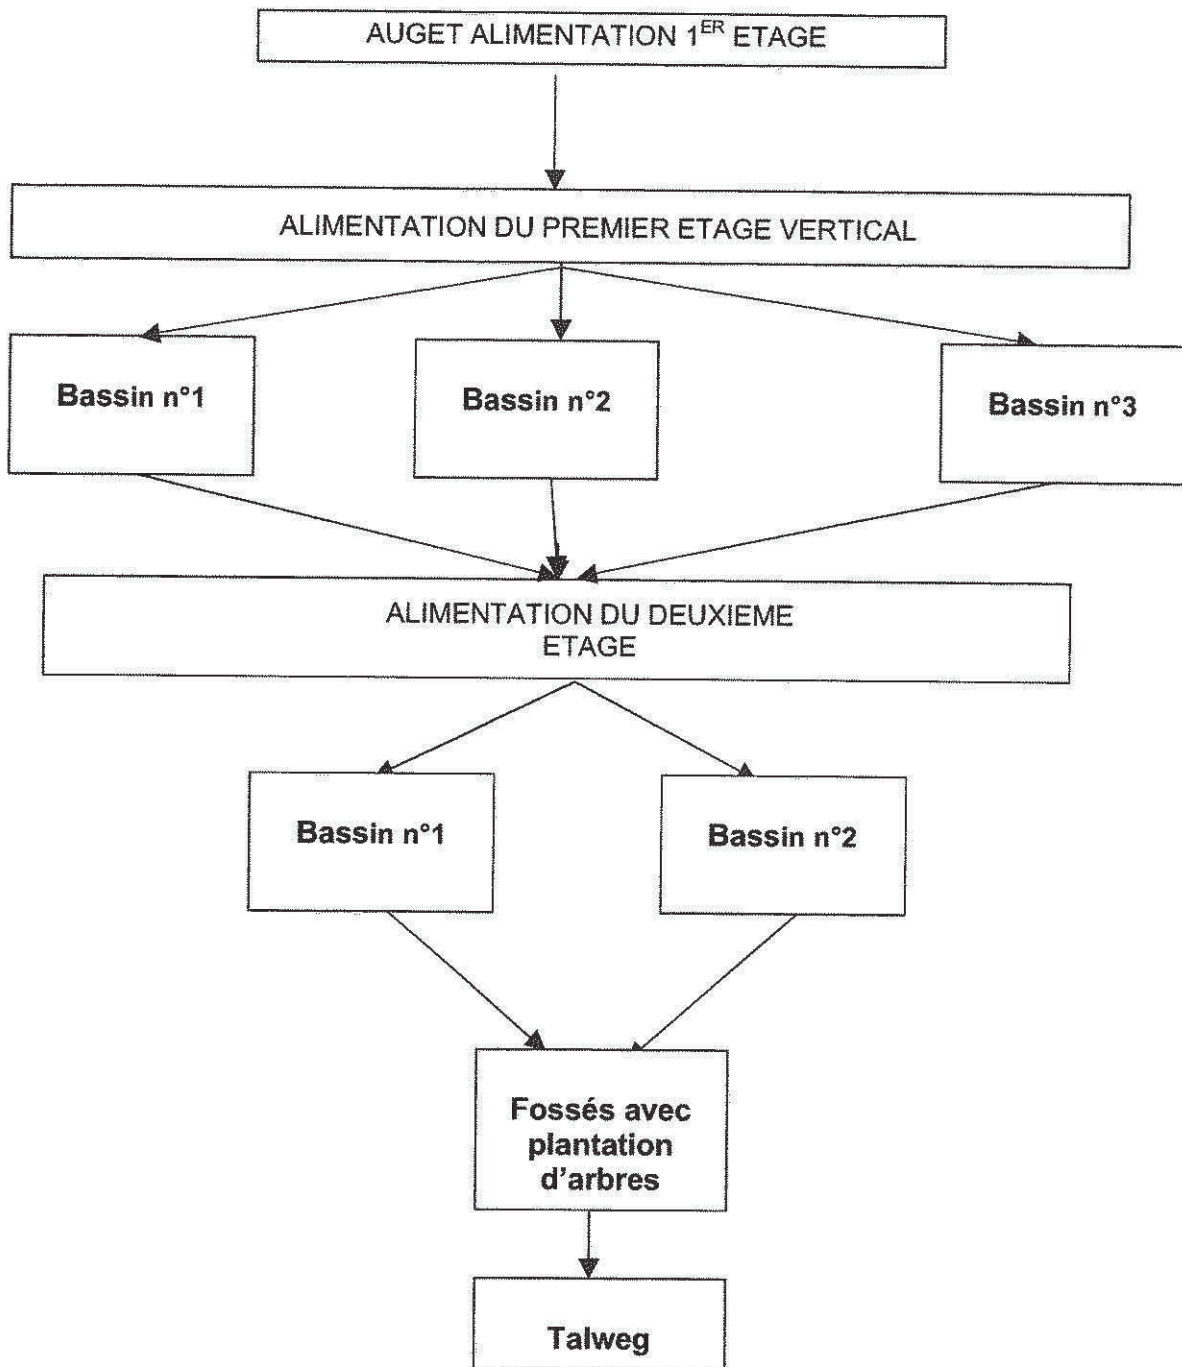 AUGET ALIMENTATION 1ER ETAGE
ALIMENTATION DU PREMIER ETAGE VERTICAL
Bassin n°1
Bassin n°2
Bassin n°3
ALIMENTATION DU DEUXIEME
ETAGE
Bassin n°1
Bassin n°2
Fossés avec
plantation
d'arbres
Talweg